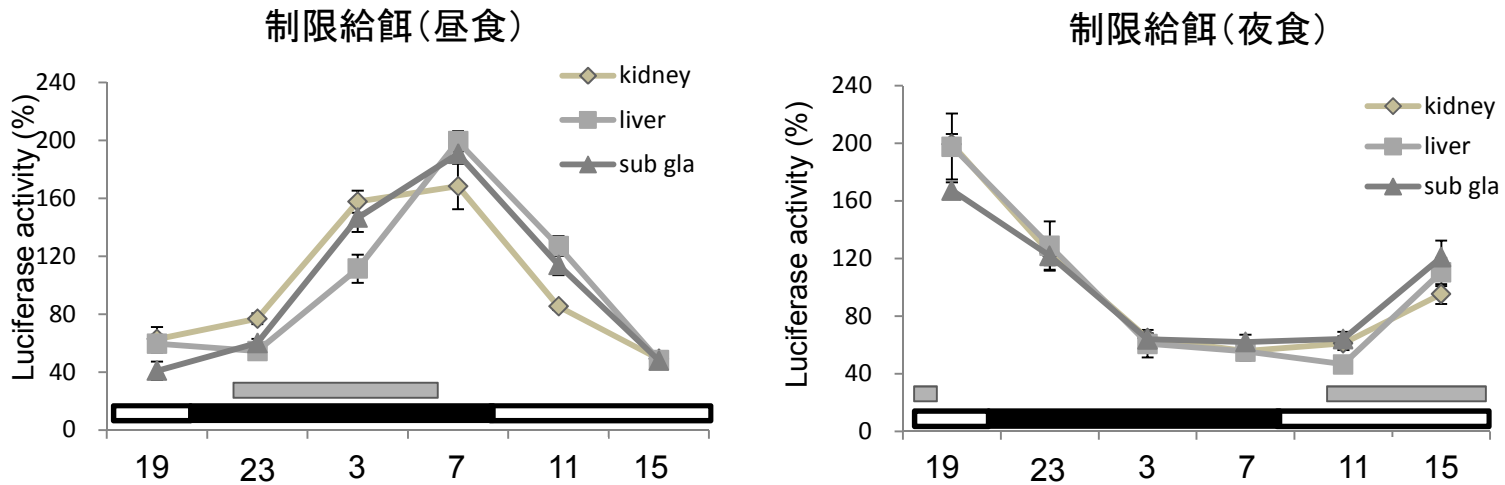 制限給餌（昼食）
Luciferase activity (%)
240
200
160
120
80
40
0
kidney
liver
sub gla
19 23 3 7 11 15
制限給餌（夜食）
Luciferase activity (%)
240
200
160
120
80
40
0
kidney
liver
sub gla
19 23 3 7 11 15